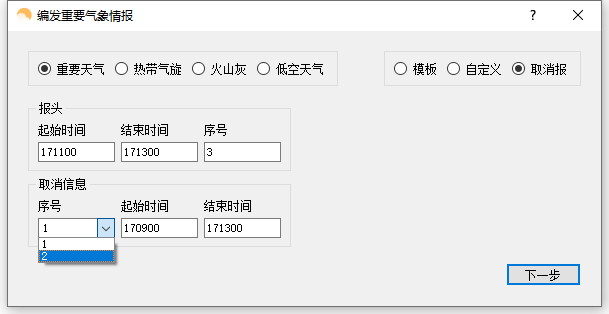 编发重要气象情报
重要天气 热带气旋 火山灰 低空天气 模板 自定义 取消报
报头
起始时间 结束时间 序号
171100 171300 3
取消信息
序号 起始时间 结束时间
1 170900 171300
1
2
下一步